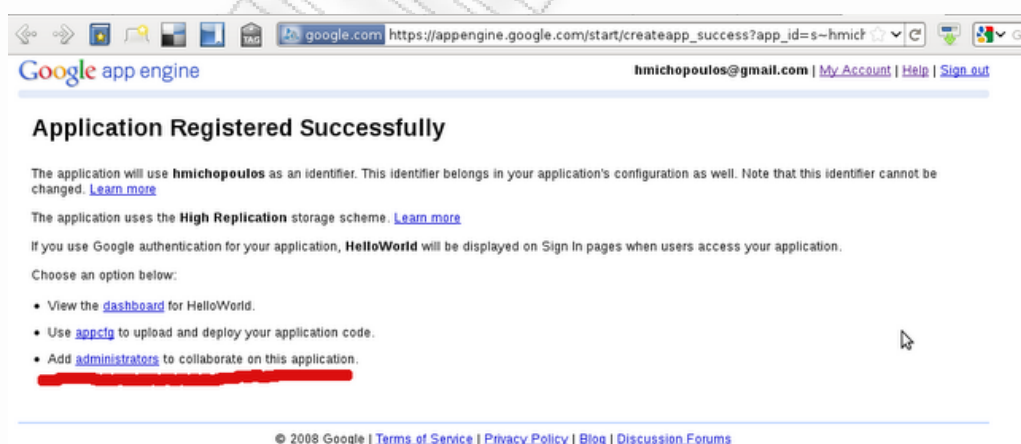 TAG
google.com https://appengine.google.com/start/createapp_success?app_id=s~hmich
Google app engine
hmichopoulos@gmail.com | My Account | Help | Sign out
Application Registered Successfully
The application will use hmichopoulos as an identifier. This identifier belongs in your application's configuration as well. Note that this identifier cannot be
changed. Learn more
The application uses the High Replication storage scheme. Learn more
If you use Google authentication for your application, HelloWorld will be displayed on Sign In pages when users access your application.
Choose an option below:
• View the dashboard for HelloWorld.
• Use appcfg to upload and deploy your application code.
• Add administrators to collaborate on this application.
© 2008 Google | Terms of Service | Privacy Policy | Blog | Discussion Forums